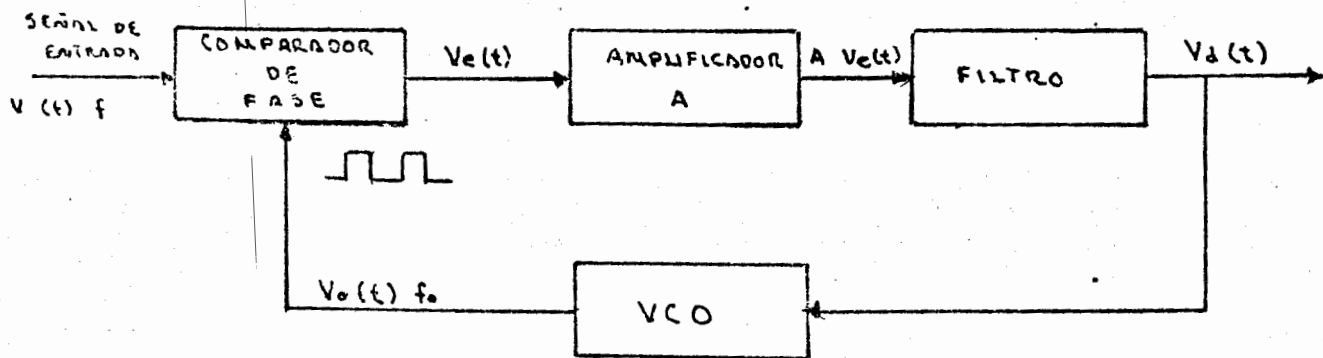 SEÑAL DE
ENTRADA
V (t) f
COMPARADOR
DE
FASE
Ve(t)
AMPLIFICADOR
A
A Ve(t)
FILTRO
Vd(t)
Vo(t) fo
VCO